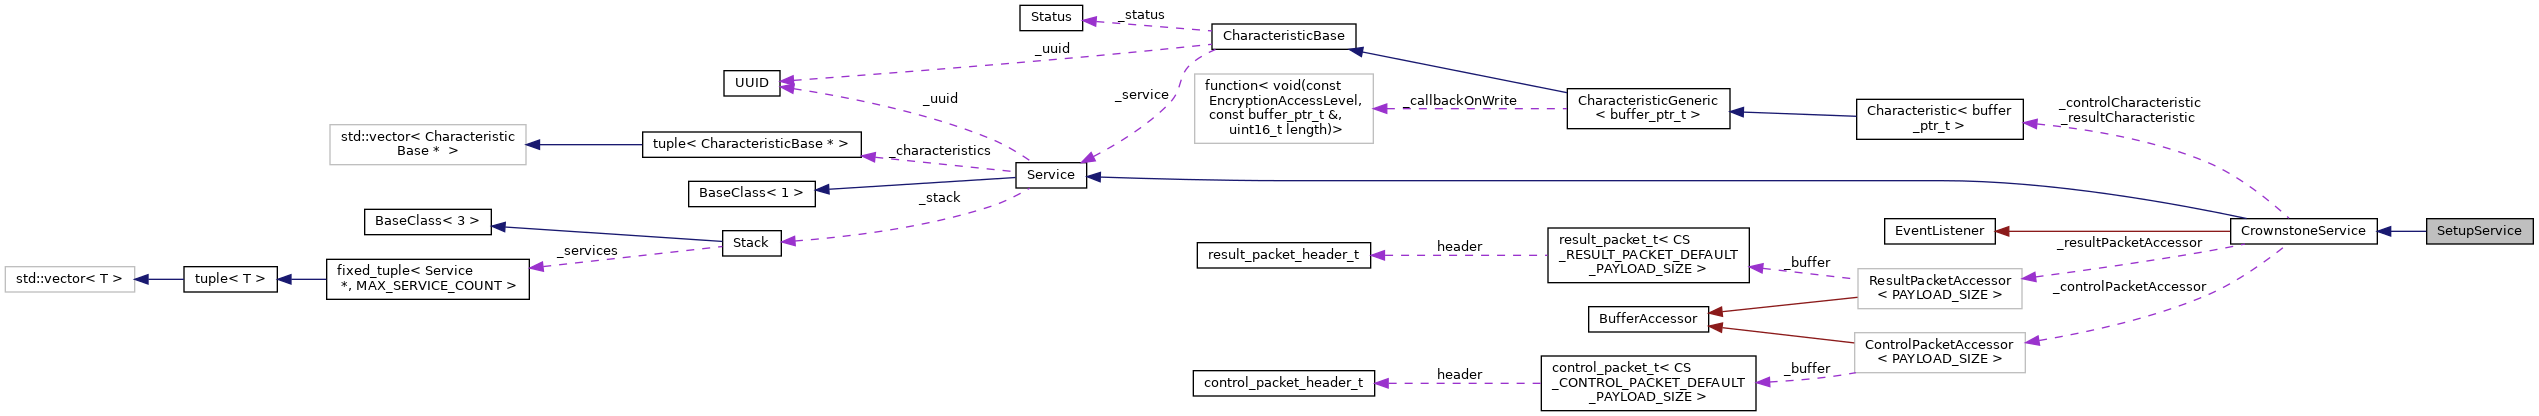 Status
_status
CharacteristicBase
_uuid
UUID
function< void(const
EncryptionAccessLevel,
const buffer_ptr_t &,
uint16_t length)>
_callbackOnWrite
CharacteristicGeneric
< buffer_ptr_t >
Characteristic< buffer
_ptr_t >
_controlCharacteristic
_resultCharacteristic
_uuid
_service
std::vector< Characteristic
Base * >
tuple< CharacteristicBase * >
_characteristics
Service
BaseClass< 1 >
_stack
BaseClass< 3 >
Stack
_services
std::vector< T >
tuple< T >
fixed_tuple< Service
*, MAX_SERVICE_COUNT >
EventListener
CrownstoneService
SetupService
_resultPacketAccessor
result_packet_header_t
header
result_packet_t< CS
_RESULT_PACKET_DEFAULT
_PAYLOAD_SIZE >
_buffer
ResultPacketAccessor
< PAYLOAD_SIZE >
_controlPacketAccessor
BufferAccessor
ControlPacketAccessor
< PAYLOAD_SIZE >
control_packet_header_t
header
control_packet_t< CS
_CONTROL_PACKET_DEFAULT
_PAYLOAD_SIZE >
_buffer